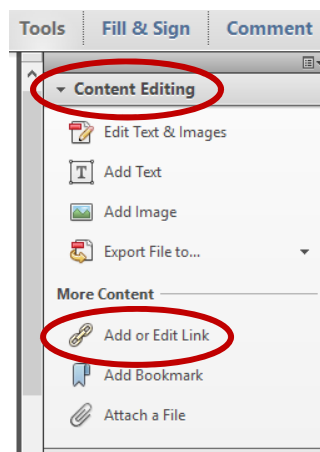 Tools Fill & Sign Comment
Content Editing
Edit Text & Images
Add Text
Add Image
Export File to...
More Content
Add or Edit Link
Add Bookmark
Attach a File